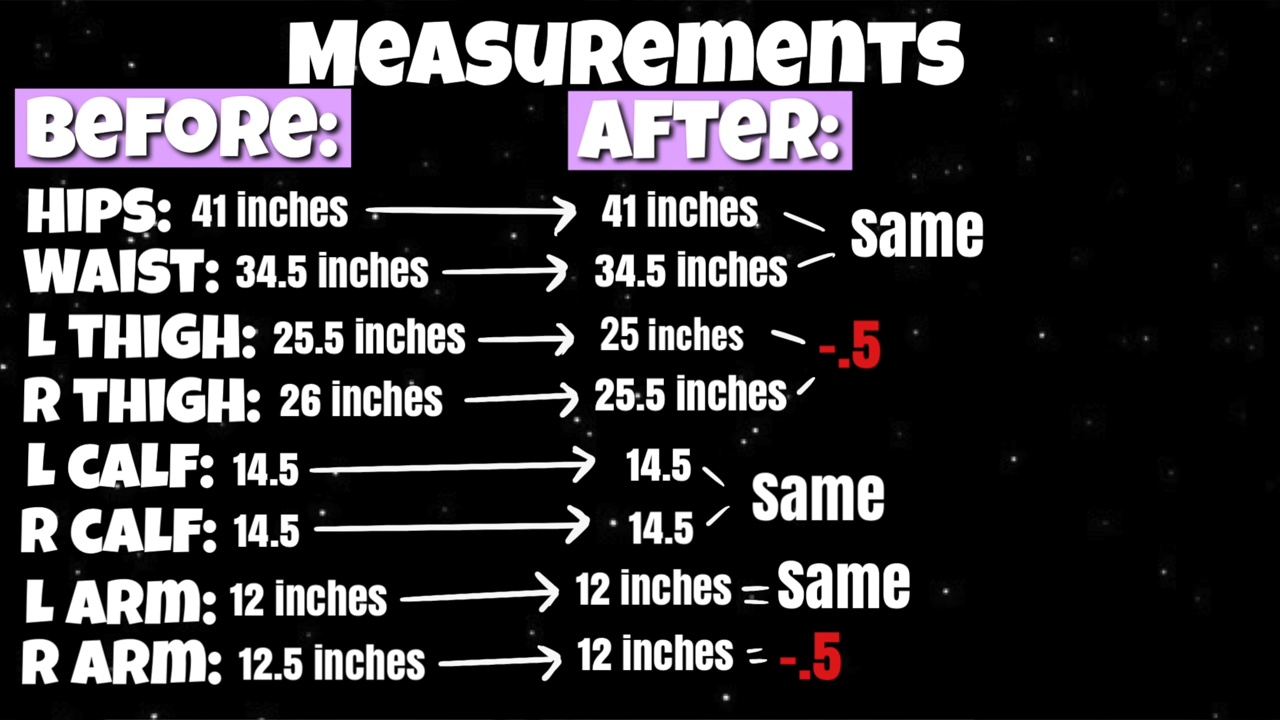 MEASUREMENTS
BEFORE: AFTER:
HIPS: 41 inches 41 inches Same
WAIST: 34.5 inches 34.5 inches
L THIGH: 25.5 inches 25 inches -.5
R THIGH: 26 inches 25.5 inches
L CALF: 14.5 14.5 Same
R CALF: 14.5 14.5
L ARM: 12 inches 12 inches = Same
R ARM: 12.5 inches 12 inches = -.5